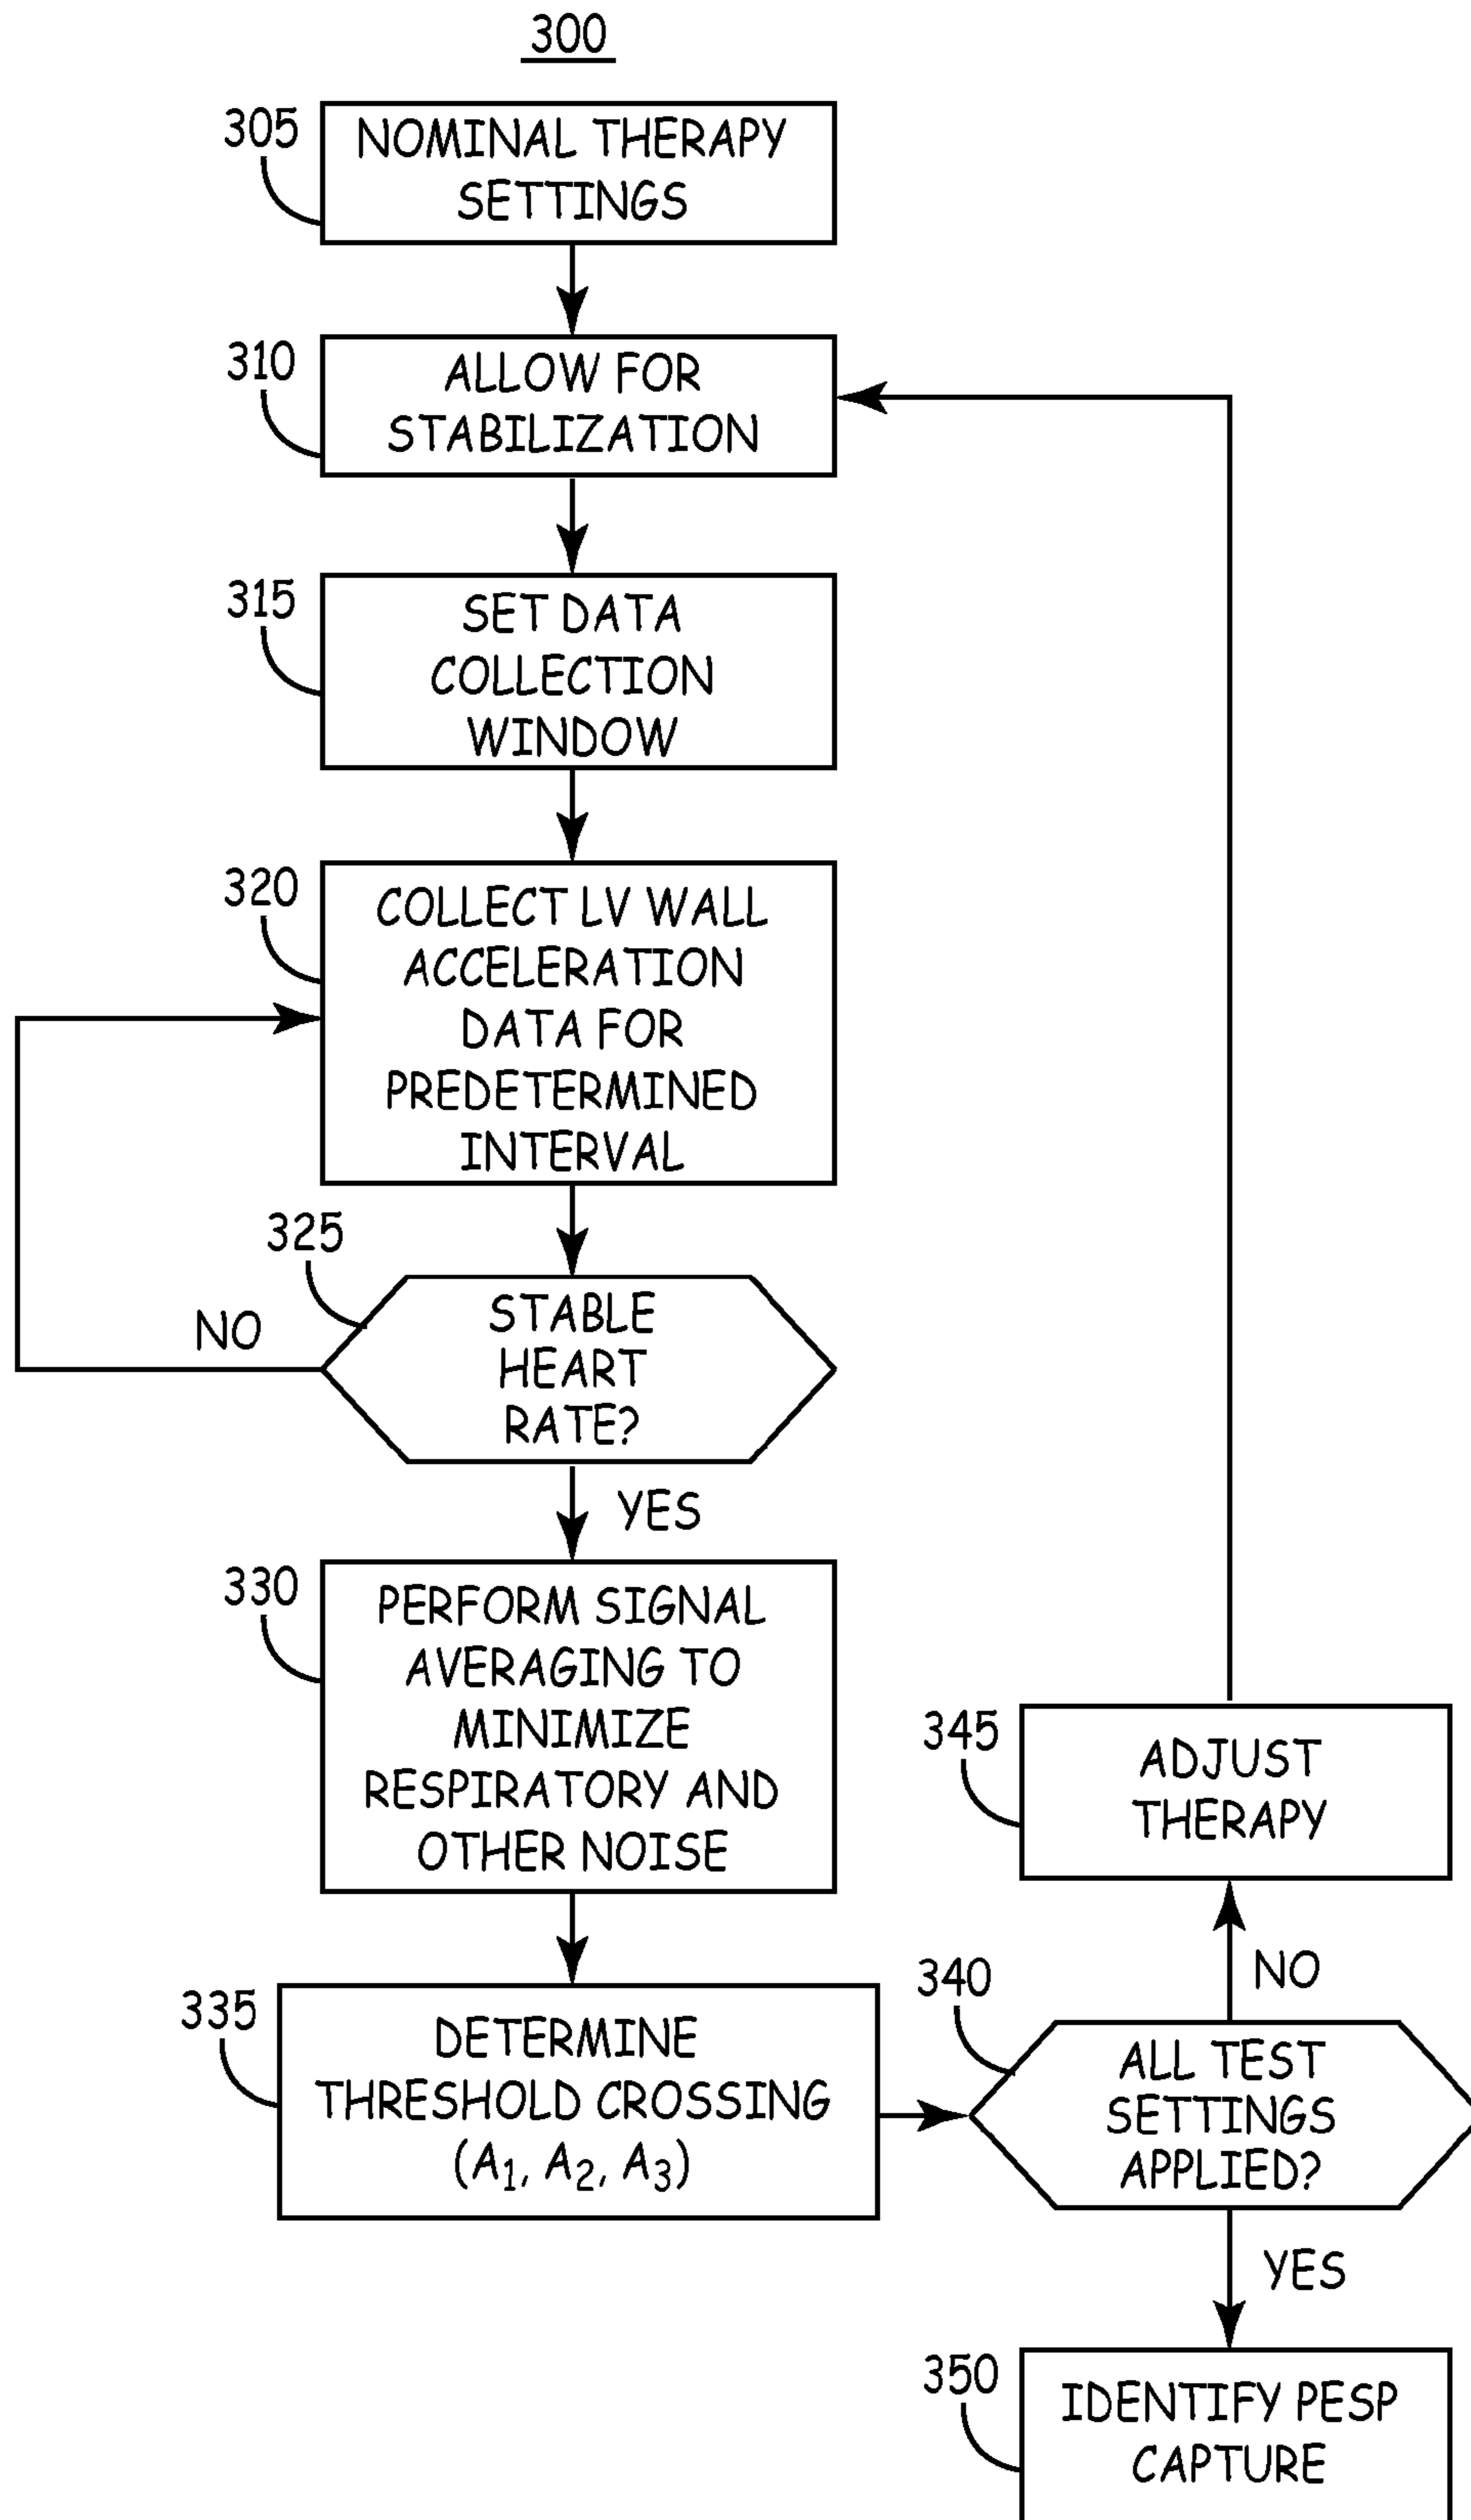 300
305
NOMINAL THERAPY
SETTINGS
310
ALLOW FOR
STABILIZATION
315
SET DATA
COLLECTION
WINDOW
320
COLLECT LV WALL
ACCELERATION
DATA FOR
PREDETERMINED
INTERVAL
325
STABLE
HEART
RATE?
NO
YES
330
PERFORM SIGNAL
AVERAGING TO
MINIMIZE
RESPIRATORY AND
OTHER NOISE
335
DETERMINE
THRESHOLD CROSSING
(A1, A2, A3)
340
ALL TEST
SETTINGS
APPLIED?
NO
345
ADJUST
THERAPY
YES
350
IDENTIFY PESP
CAPTURE